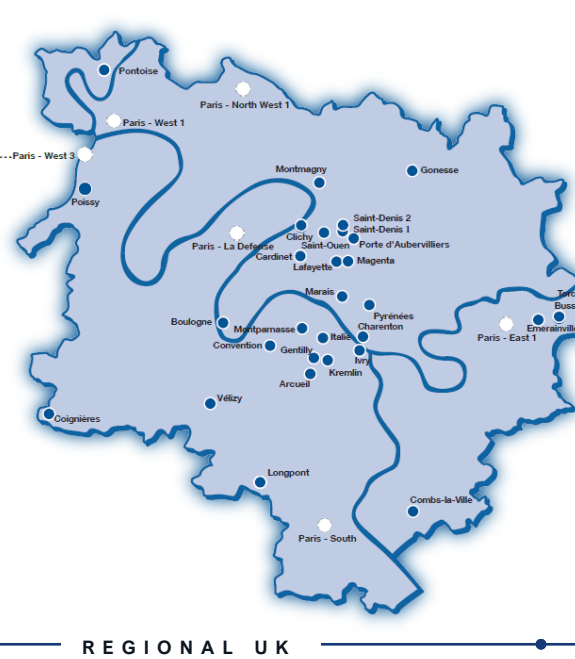 Pontoise
Paris - North West 1
Paris - West 1
Paris - West 3
Montmagny
Gonesse
Poissy
Saint-Denis 2
Saint-Denis 1
Clichy
Saint-Ouen
Porte d'Aubervilliers
Paris - La Defense
Cardinet
Lafayette
Magenta
Marais
Pyrénées
Boulogne
Montparnasse
Italie
Charenton
Paris - East 1
Convention
Gentilly
Ivry
Kremlin
Arcueil
Vélizy
Coignières
Longpont
Combs-la-Ville
Paris - South
REGIONAL UK